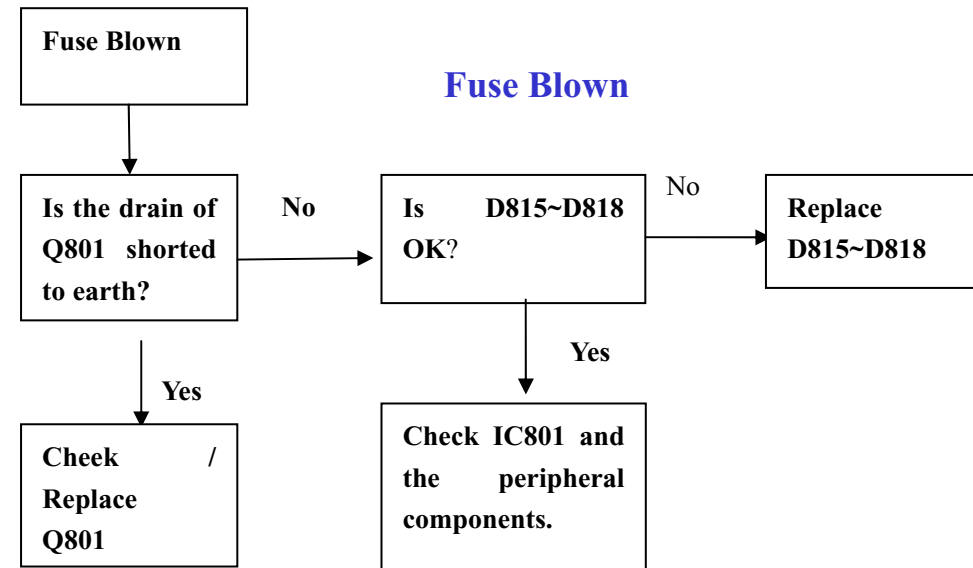 Fuse Blown
Fuse Blown
Is the drain of
Q801 shorted
to earth?
No
Is D815~D818
OK?
No
Replace
D815~D818
Yes
Cheek /
Replace
Q801
Yes
Check IC801 and
the peripheral
components.